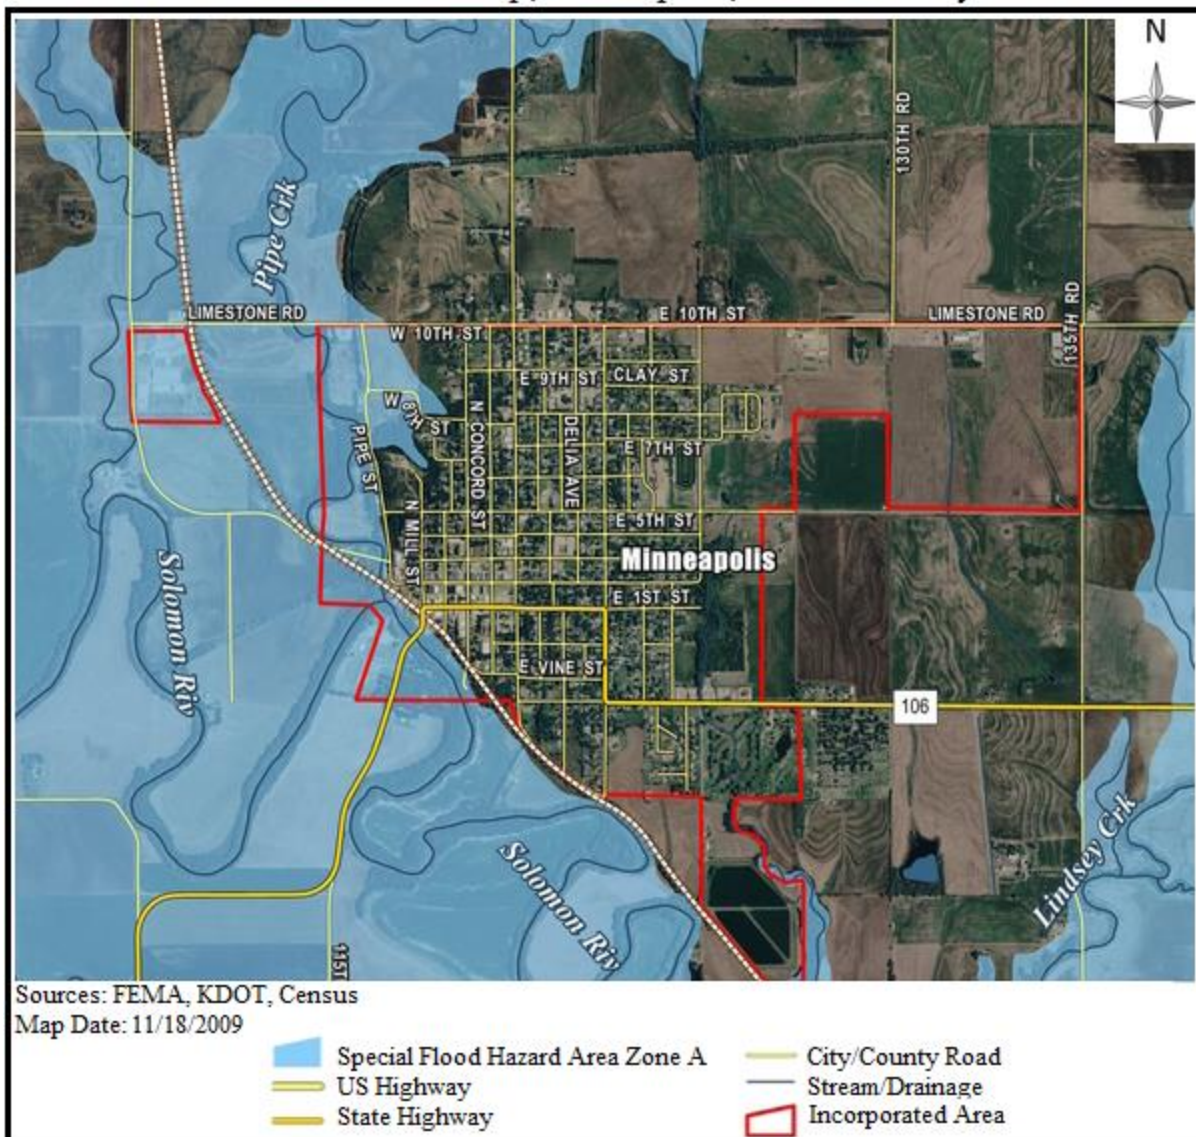 N
130TH RD
Pipe Crk
LIMESTONE RD
E 10TH ST
LIMESTONE RD
135TH RD
W 10TH ST
E 9TH ST
CLAY ST
W 8TH ST
N CONCORD ST
DELIA AVE
E 7TH ST
PIPE ST
N MILL ST
E 5TH ST
Minneapolis
Solomon Riv
E 1ST ST
E VINE ST
106
Lindsey Crk
Solomon Riv
115T
Sources: FEMA, KDOT, Census
Map Date: 11/18/2009
Special Flood Hazard Area Zone A
US Highway
State Highway
City/County Road
Stream/Drainage
Incorporated Area